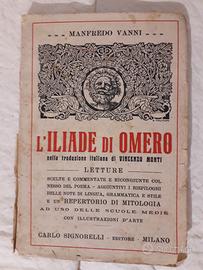 MANFREDO VANNI
L'ILIADE DI OMERO
nella traduzione italiana di VINCENZO MONTI
LETTURE
SCELTE E COMMENTATE E RICONGIUNTE COL
NESSO DEL POEMA - AGGIUNTIVI I RIEPILOGHI
DELLE NOTE DI LINGUA, GRAMMATICA E STILE
E UN REPERTORIO DI MITOLOGIA
AD USO DELLE SCUOLE MEDIE
CON ILLUSTRAZIONI D'ARTE
CARLO SIGNORELLI - EDITORE - MILANO